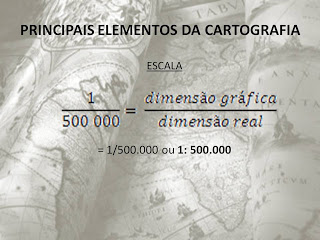 PRINCIPAIS ELEMENTOS DA CARTOGRAFIA
ESCALA
1/500 000 = dimensão gráfica/dimensão real
= 1/500.000 ou 1: 500.000